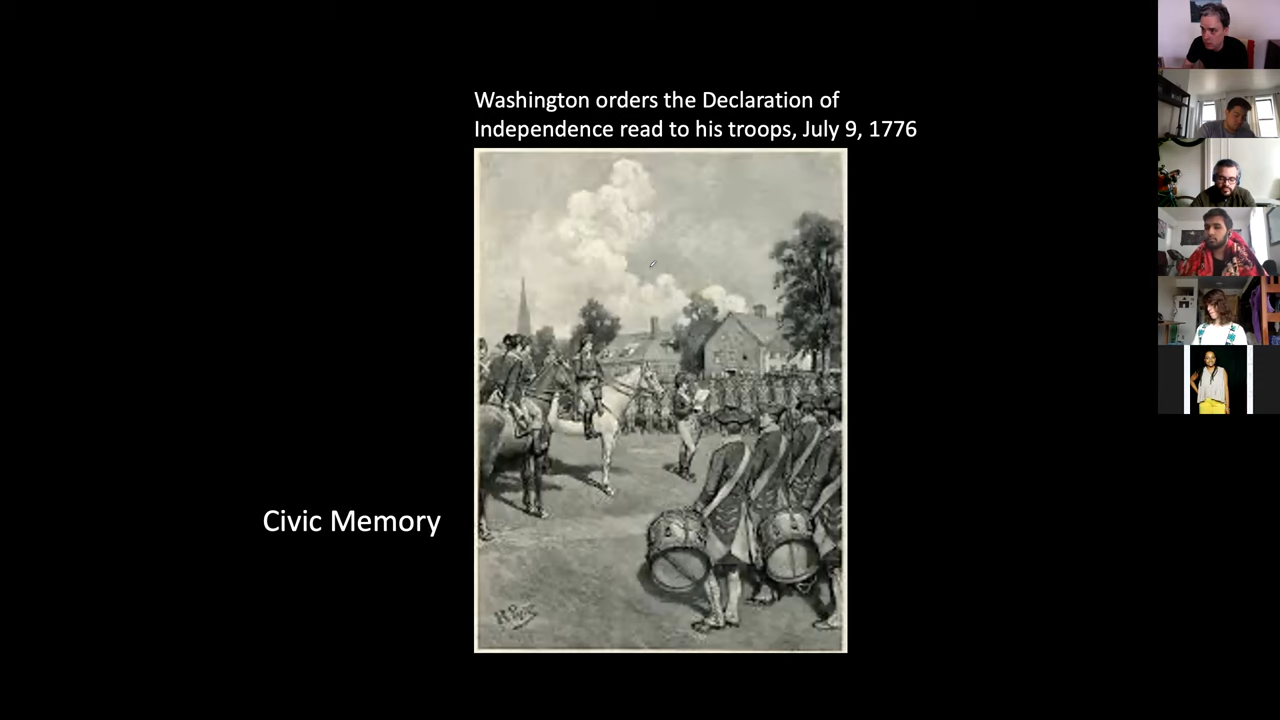 Washington orders the Declaration of
Independence read to his troops, July 9, 1776
Civic Memory